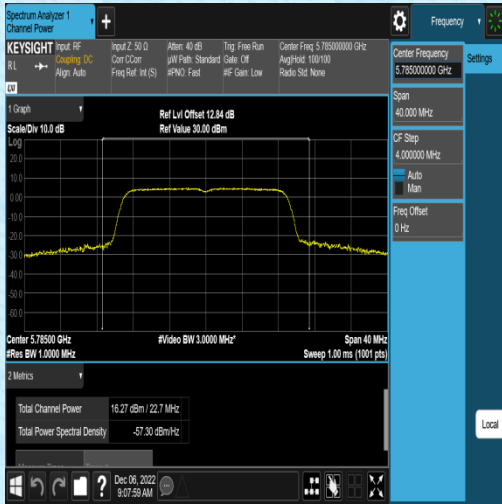 Spectrum Analyzer 1
Channel Power
Frequency
KEYSIGHT
RL
Input: RF
Coupling: DC
Align: Auto
Input Z: 50 Ω
Corr CCorr
Freq Ref: Int (S)
Atten: 40 dB
µW Path: Standard
#PNO: Fast
Trig: Free Run
Gate: Off
#IF Gain: Low
Center Freq: 5.785000000 GHz
Avg|Hold: 100/100
Radio Std: None
LXI
Center Frequency
5.785000000 GHz
Settings
Span
40.000 MHz
CF Step
4.000000 MHz
Auto
Man
Freq Offset
0 Hz
Local
1 Graph
Scale/Div 10.0 dB
Ref Lvl Offset 12.84 dB
Ref Value 30.00 dBm
Log
20.0
10.0
0.00
-10.0
-20.0
-30.0
-40.0
-50.0
-60.0
Center 5.78500 GHz
#Video BW 3.0000 MHz*
Span 40 MHz
#Res BW 1.0000 MHz
Sweep 1.00 ms (1001 pts)
2 Metrics
Total Channel Power 16.27 dBm / 22.7 MHz
Total Power Spectral Density -57.30 dBm/Hz
Dec 06, 2022
9:07:59 AM